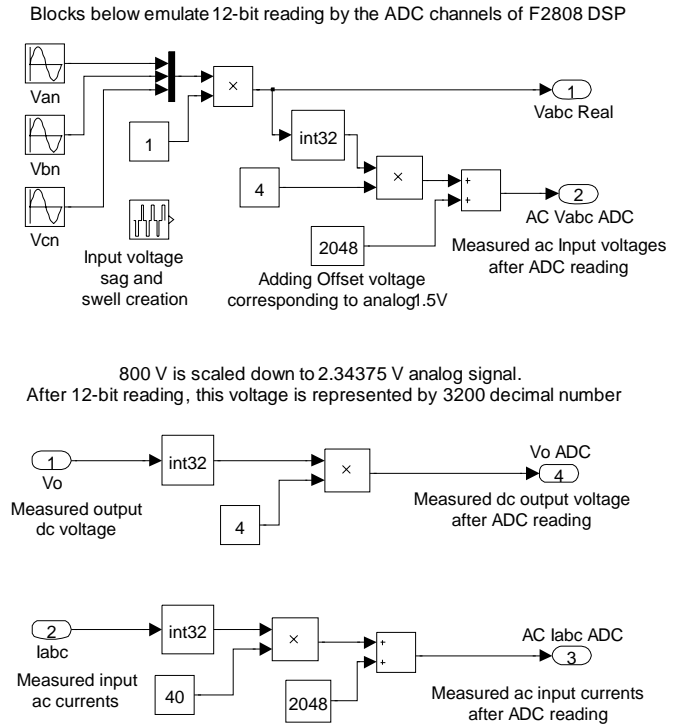 Blocks below emulate 12-bit reading by the ADC channels of F2808 DSP
Van
Vbn
Vcn
1
×
1
Vabc Real
int32
4
×
+
+
2
AC Vabc ADC
2048
Input voltage
sag and
swell creation
Adding Offset voltage
corresponding to analog1.5V
Measured ac Input voltages
after ADC reading
800 V is scaled down to 2.34375 V analog signal.
After 12-bit reading, this voltage is represented by 3200 decimal number
1
Vo
int32
×
4
Vo ADC
4
Measured output
dc voltage
Measured dc output voltage
after ADC reading
2
Iabc
int32
×
40
+
+
2048
AC Iabc ADC
3
Measured input
ac currents
Measured ac input currents
after ADC reading